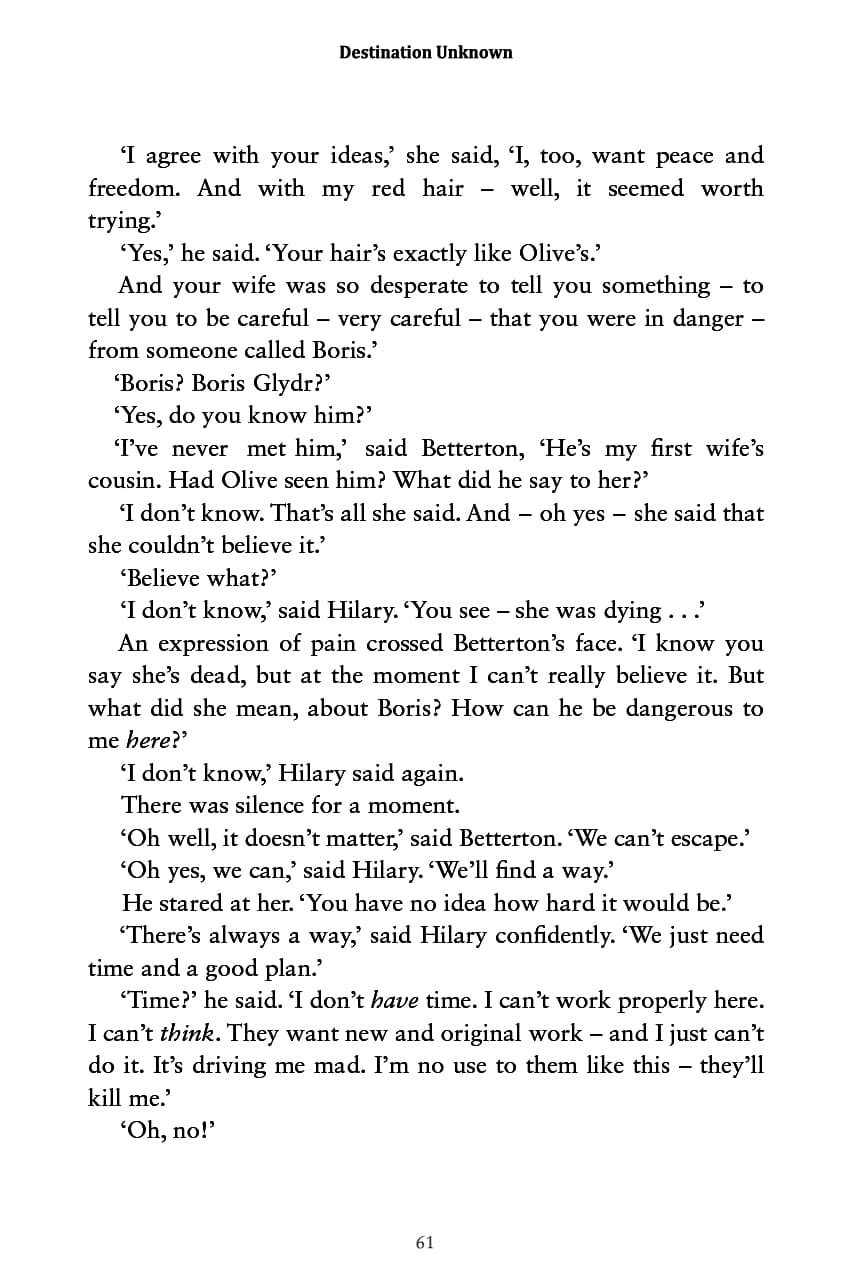 Destination Unknown
‘I agree with your ideas,’ she said, ‘I, too, want peace and
freedom. And with my red hair – well, it seemed worth
trying.’
‘Yes,’ he said. ‘Your hair’s exactly like Olive’s.’
And your wife was so desperate to tell you something – to
tell you to be careful – very careful – that you were in danger –
from someone called Boris.’
‘Boris? Boris Glydr?’
‘Yes, do you know him?’
‘I’ve never met him,’ said Betterton, ‘He’s my first wife’s
cousin. Had Olive seen him? What did he say to her?’
‘I don’t know. That’s all she said. And – oh yes – she said that
she couldn’t believe it.’
‘Believe what?’
‘I don’t know,’ said Hilary. ‘You see – she was dying . . .’
An expression of pain crossed Betterton’s face. ‘I know you
say she’s dead, but at the moment I can’t really believe it. But
what did she mean, about Boris? How can he be dangerous to
me here?’
‘I don’t know,’ Hilary said again.
There was silence for a moment.
‘Oh well, it doesn’t matter,’ said Betterton. ‘We can’t escape.’
‘Oh yes, we can,’ said Hilary. ‘We’ll find a way.’
He stared at her. ‘You have no idea how hard it would be.’
‘There’s always a way,’ said Hilary confidently. ‘We just need
time and a good plan.’
‘Time?’ he said. ‘I don’t have time. I can’t work properly here.
I can’t think. They want new and original work – and I just can’t
do it. It’s driving me mad. I’m no use to them like this – they’ll
kill me.’
‘Oh, no!’
61